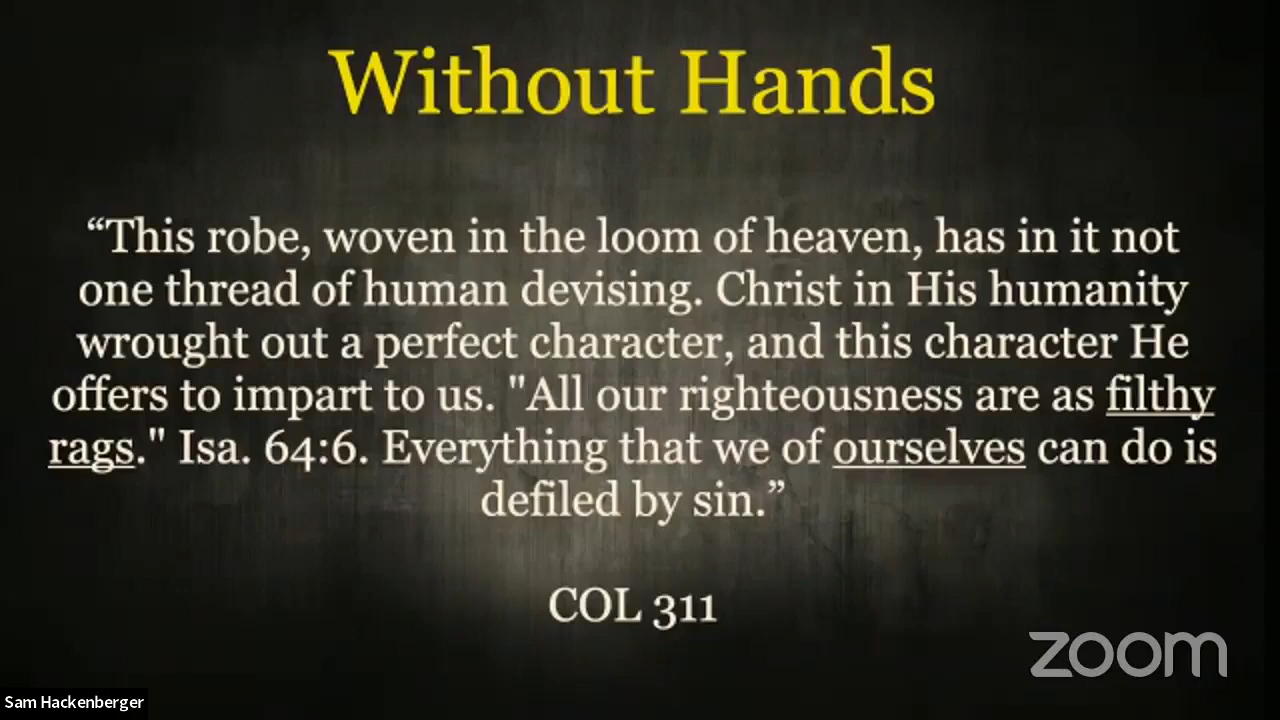 Without Hands
“This robe, woven in the loom of heaven, has in it not
one thread of human devising. Christ in His humanity
wrought out a perfect character, and this character He
offers to impart to us. "All our righteousness are as filthy
rags." Isa. 64:6. Everything that we of ourselves can do is
defiled by sin.”
COL 311
zoom
Sam Hackenberger